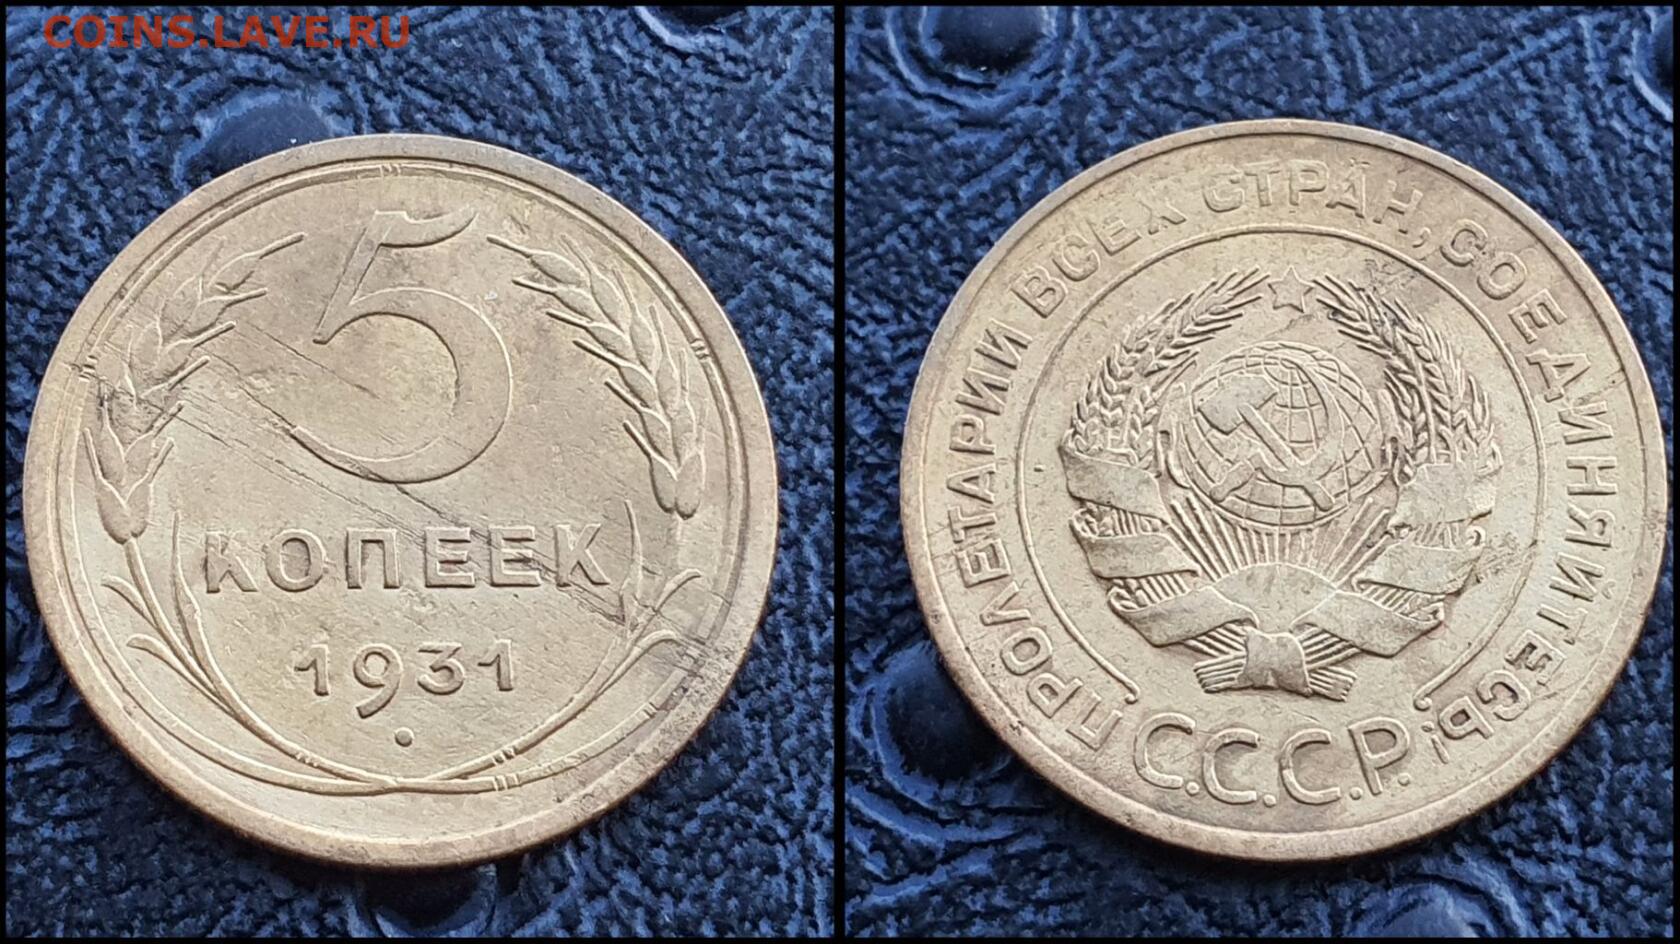 COINS.LAVE.RU
5
КОПЕЕК
1931
ПРОЛЕТАРИИ ВСЕХ СТРАН, СОЕДИНЯЙТЕСЬ!
С.С.С.Р.